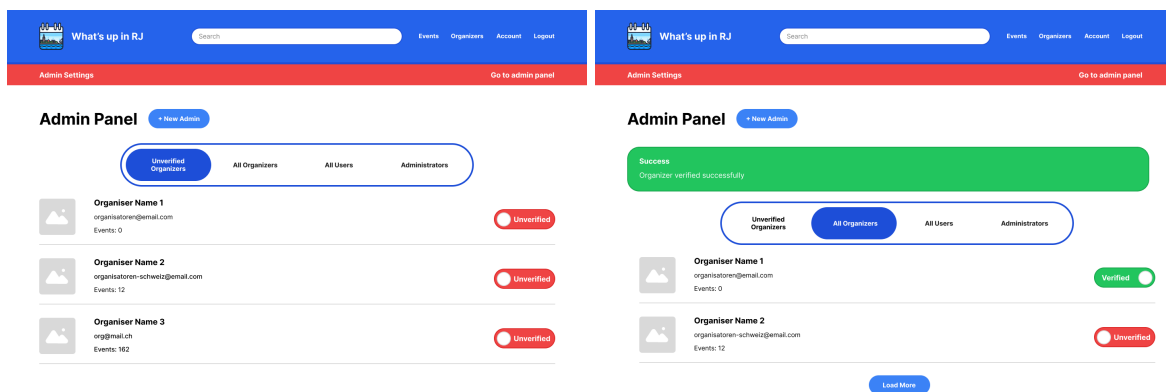 What's up in RJ
Search
Events Organizers Account Logout
Admin Settings
Go to admin panel
Admin Panel
+ New Admin
Unverified
Organizers
All Organizers
All Users
Administrators
Organiser Name 1
organisatoren@email.com
Events: 0
Unverified
Organiser Name 2
organisatoren-schweiz@email.com
Events: 12
Unverified
Organiser Name 3
org@mail.ch
Events: 162
Unverified
What's up in RJ
Search
Events Organizers Account Logout
Admin Settings
Go to admin panel
Admin Panel
+ New Admin
Success
Organizer verified successfully
Unverified
Organizers
All Organizers
All Users
Administrators
Organiser Name 1
organisatoren@email.com
Events: 0
Verified
Organiser Name 2
organisatoren-schweiz@email.com
Events: 12
Unverified
Load More